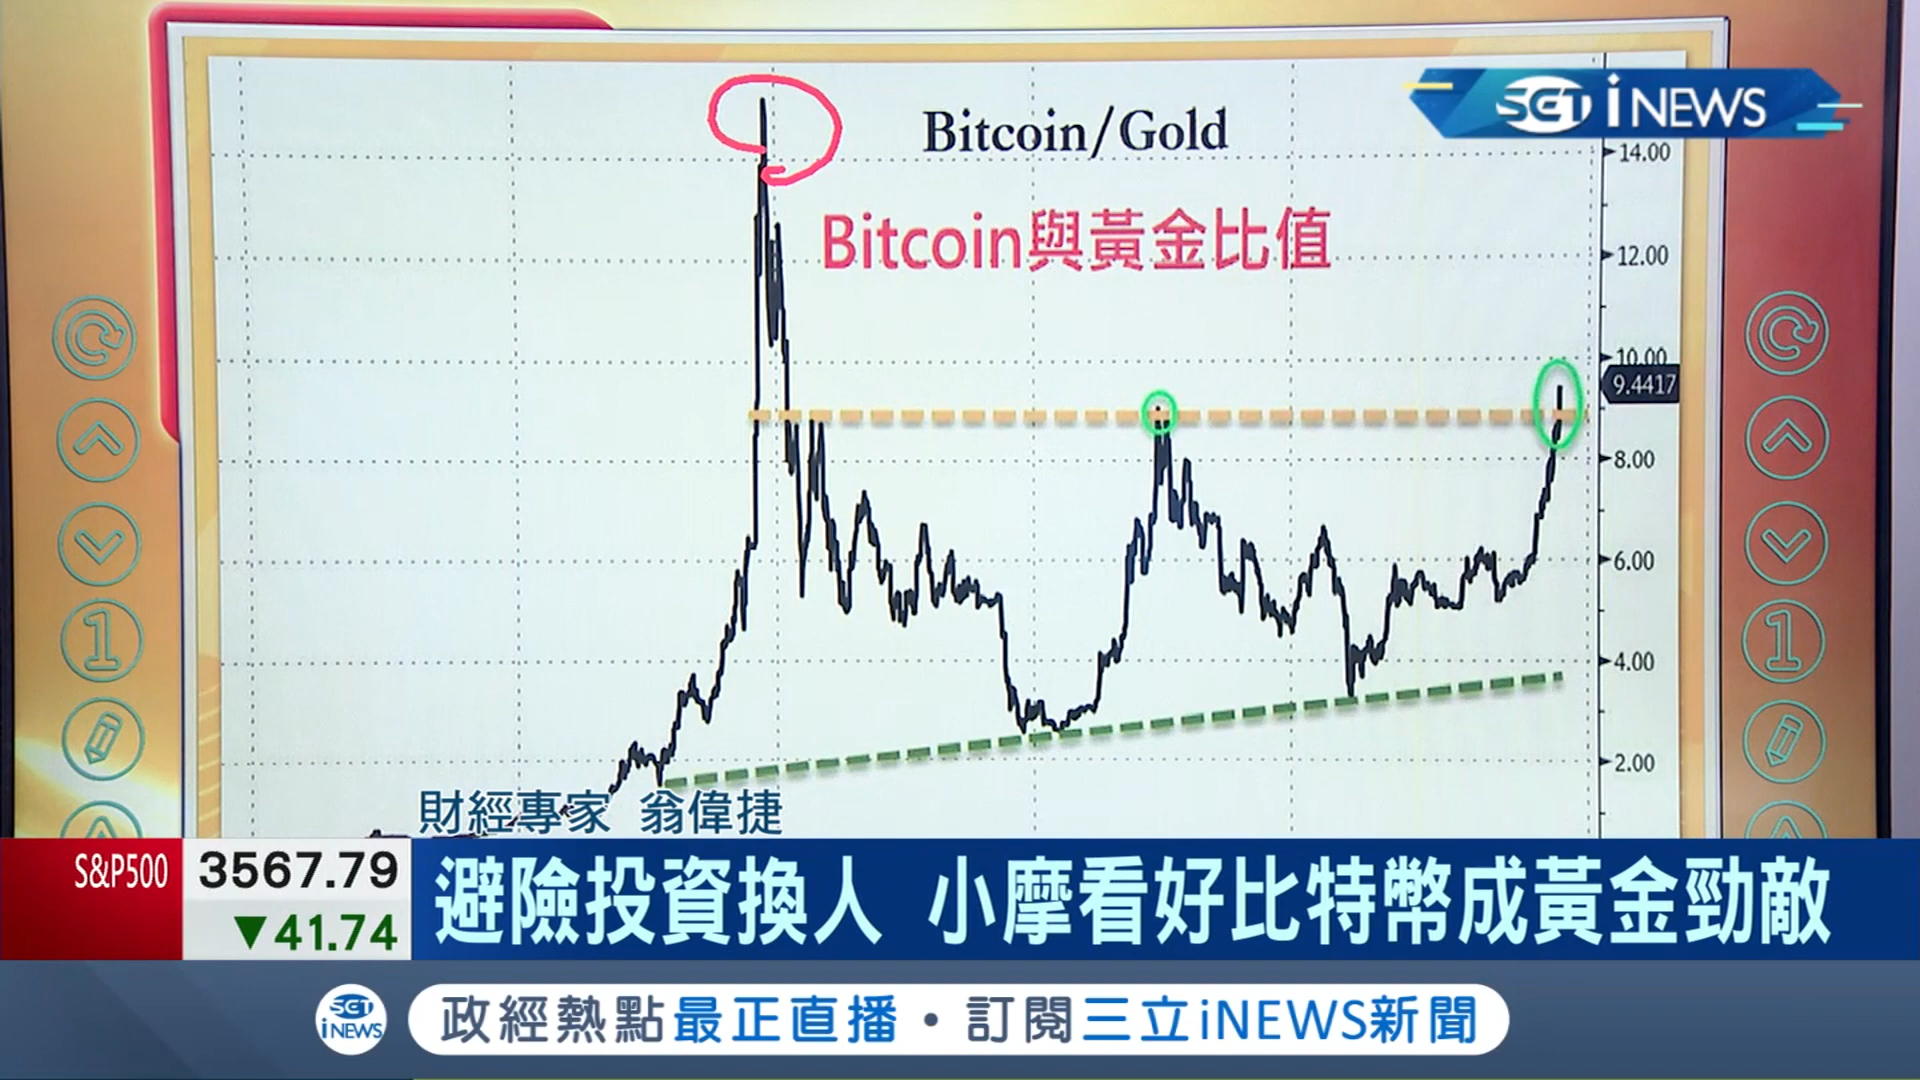 SET iNEWS
Bitcoin/Gold
Bitcoin與黃金比值
14.00
12.00
10.00
9.4417
8.00
6.00
4.00
2.00
財經專家 翁偉捷
S&P500
3567.79
▼41.74
避險投資換人 小摩看好比特幣成黃金勁敵
1
1
SET iNEWS
政經熱點最正直播・訂閱三立iNEWS新聞